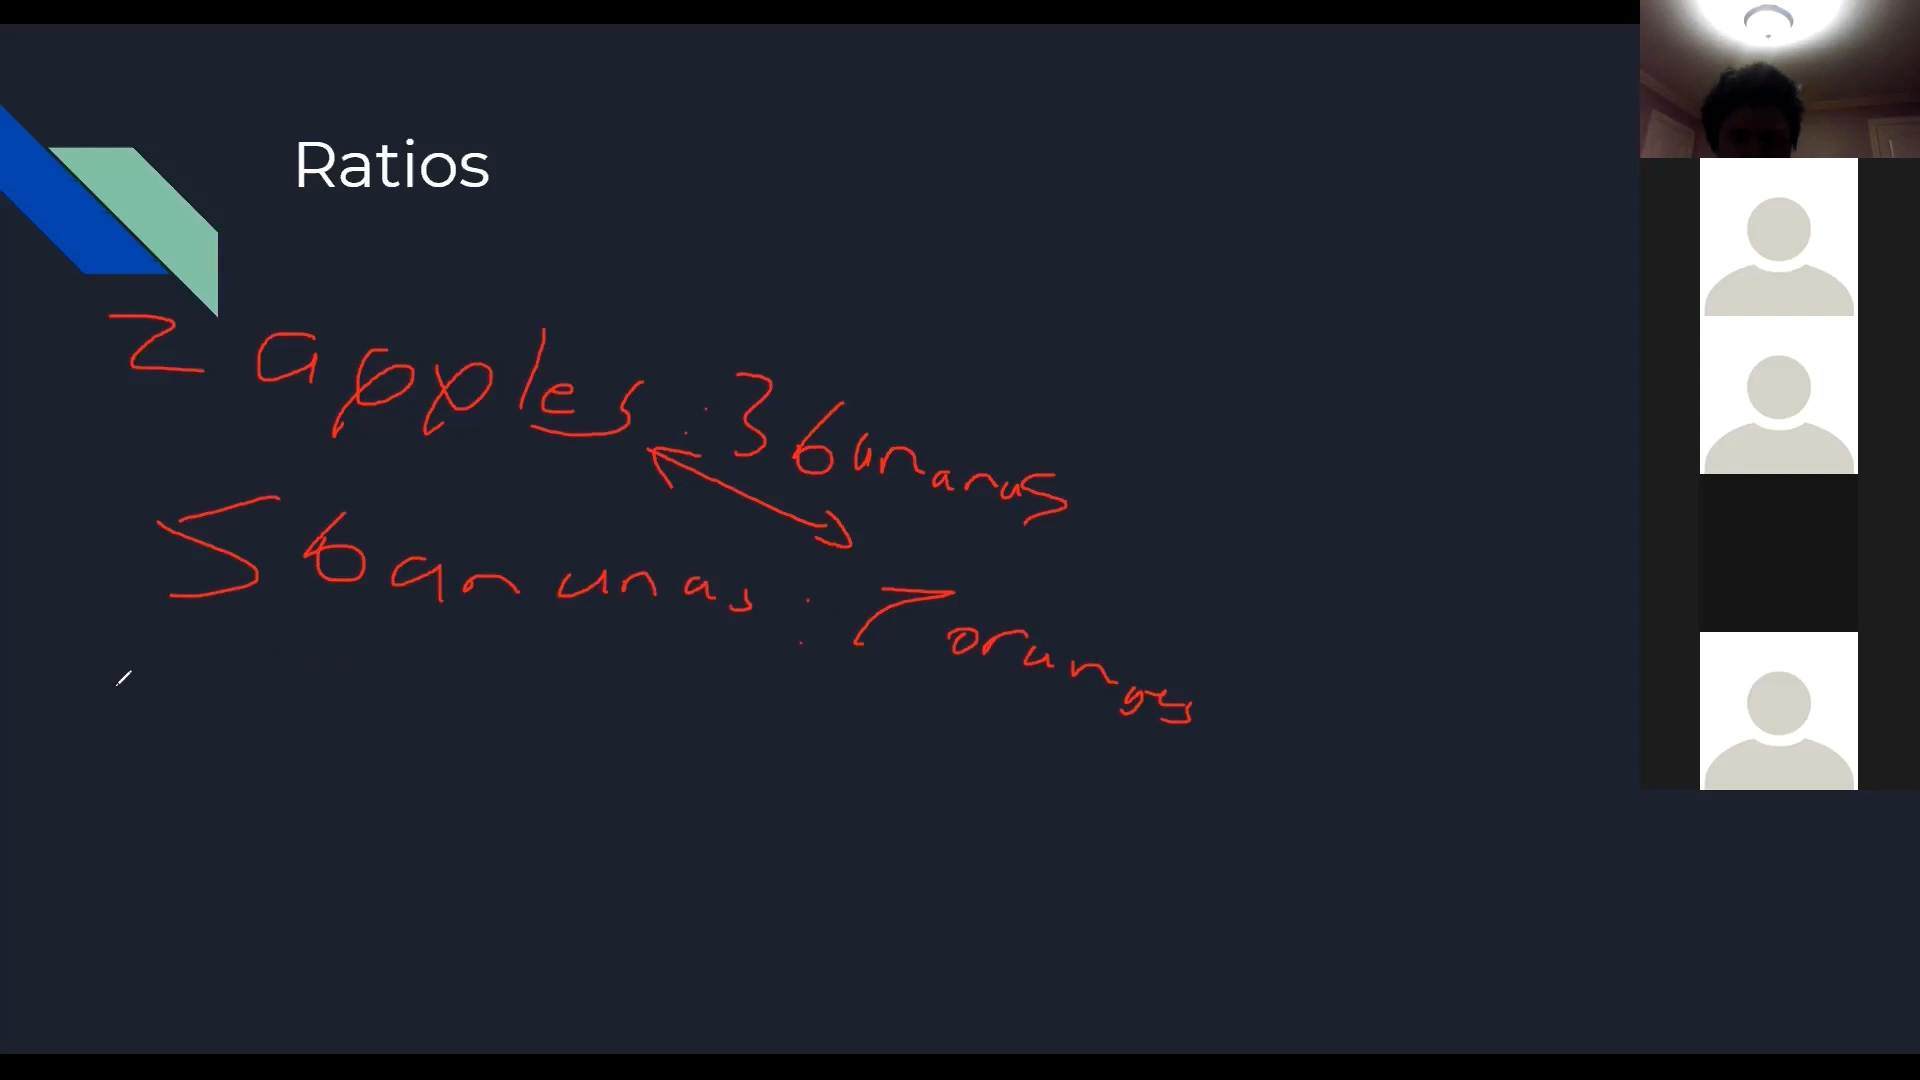 Ratios
2 apples : 3 bananas
5 bananas : 7 oranges